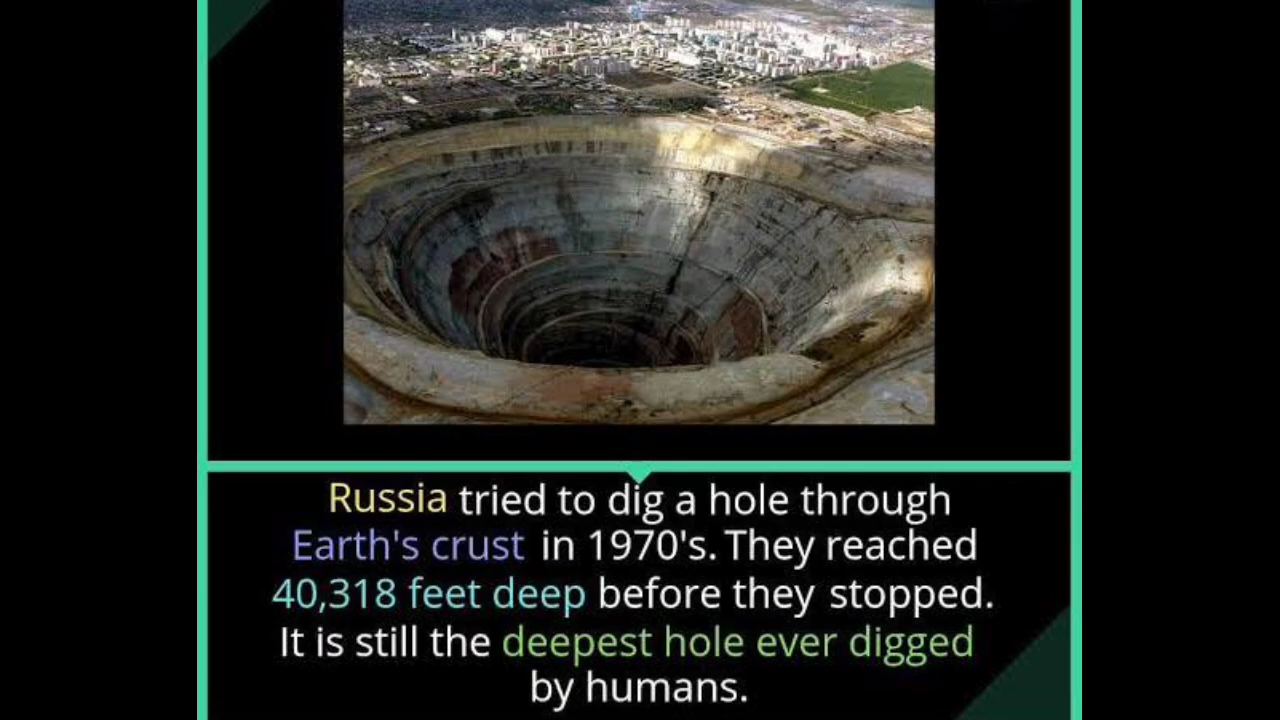 Russia tried to dig a hole through
Earth's crust in 1970's. They reached
40,318 feet deep before they stopped.
It is still the deepest hole ever digged
by humans.